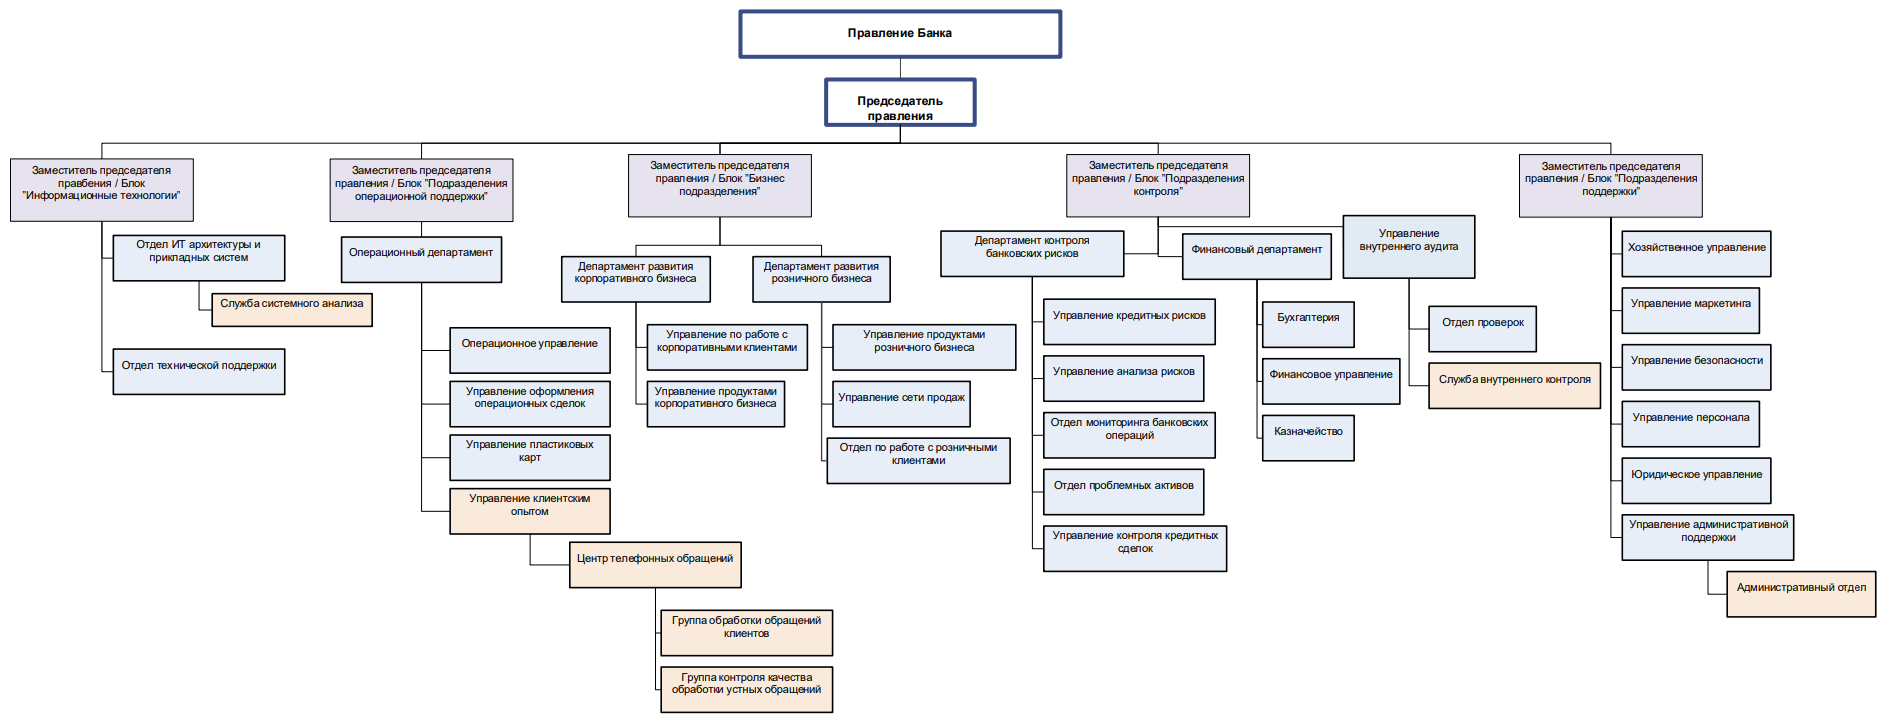 Правление Банка
Председатель
правления
Заместитель председателя
правбения / Блок
"Информационные технологии"
Отдел ИТ архитектуры и
прикладных систем
Служба системного анализа
Отдел технической поддержки
Заместитель председателя
правления / Блок "Подразделения
операционной поддержки"
Операционный департамент
Операционное управление
Управление оформления
операционных сделок
Управление пластиковых
карт
Управление клиентским
опытом
Центр телефонных обращений
Группа обработки обращений
клиентов
Группа контроля качества
обработки устных обращений
Заместитель председателя
правления / Блок "Бизнес
подразделения"
Департамент развития
корпоративного бизнеса
Управление по работе с
корпоративными клиентами
Управление продуктами
корпоративного бизнеса
Департамент развития
розничного бизнеса
Управление продуктами
розничного бизнеса
Управление сети продаж
Отдел по работе с розничными
клиентами
Заместитель председателя
правления / Блок "Подразделения
контроля"
Департамент контроля
банковских рисков
Управление кредитных рисков
Управление анализа рисков
Отдел мониторинга банковских
операций
Отдел проблемных активов
Управление контроля кредитных
сделок
Финансовый департамент
Бухгалтерия
Финансовое управление
Казначейство
Управление
внутреннего аудита
Отдел проверок
Служба внутреннего контроля
Заместитель председателя
правления / Блок "Подразделения
поддержки"
Хозяйственное управление
Управление маркетинга
Управление безопасности
Управление персонала
Юридическое управление
Управление административной
поддержки
Административный отдел